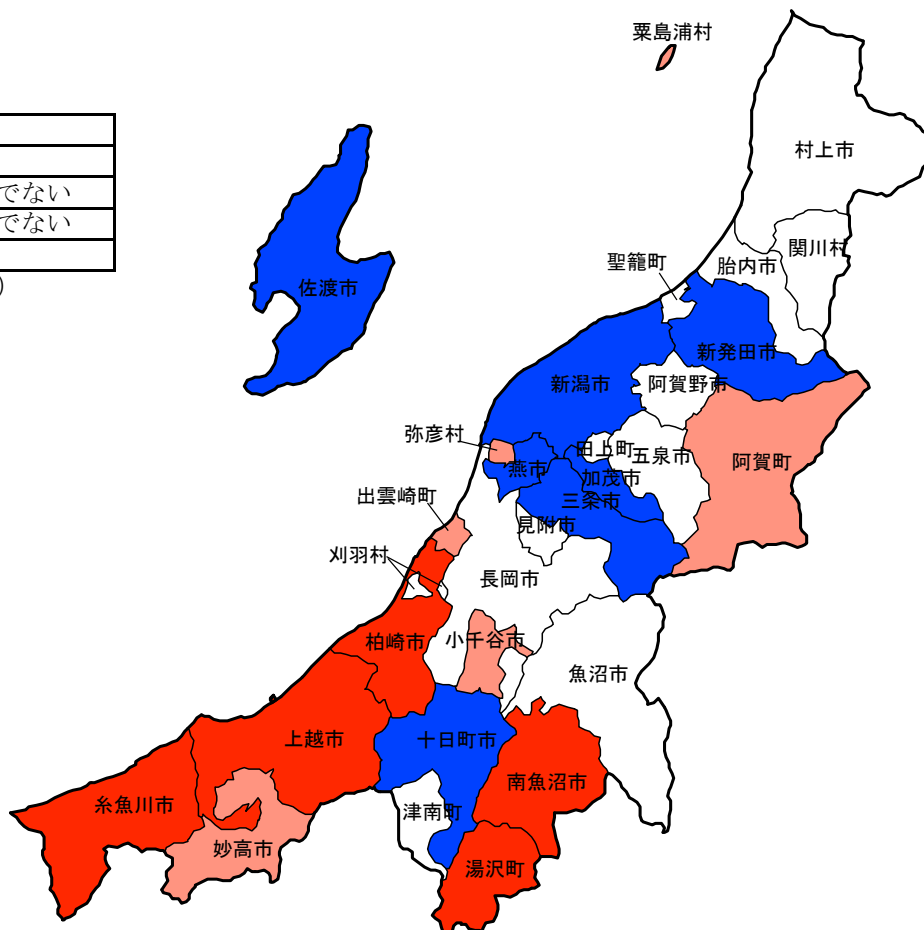 粟島浦村
村上市
でない
でない
)
関川村
胎内市
聖籠町
佐渡市
新発田市
新潟市
阿賀野市
弥彦村
田上町
五泉市
阿賀町
燕市
加茂市
三条市
出雲崎町
見附市
刈羽村
長岡市
柏崎市
小千谷市
魚沼市
上越市
十日町市
南魚沼市
糸魚川市
津南町
妙高市
湯沢町